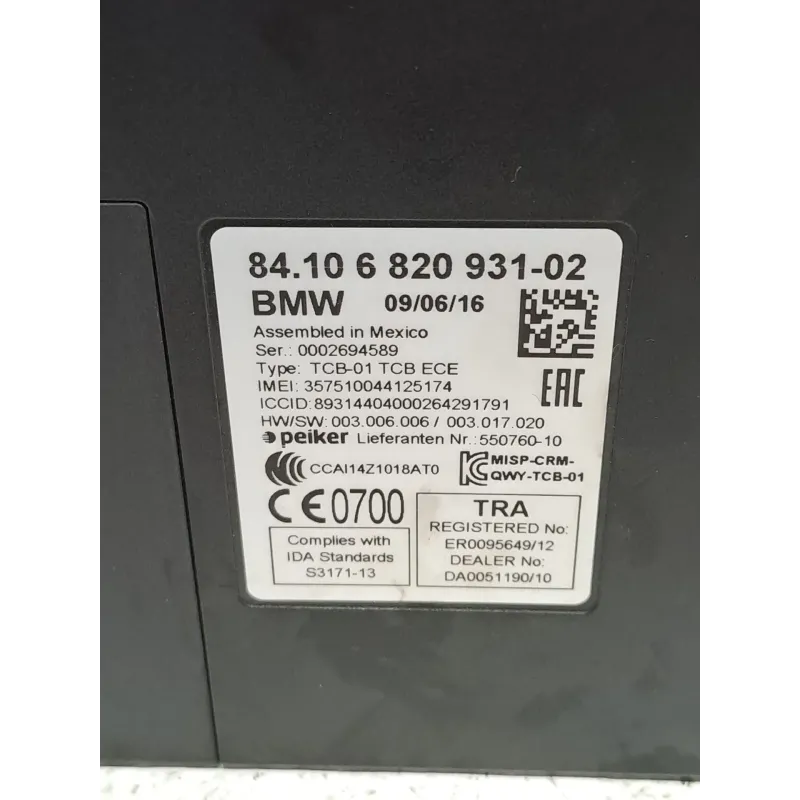 84.10 6 820 931-02
BMW 09/06/16
Assembled in Mexico
Ser.: 0002694589
Type: TCB-01 TCB ECE
IMEI: 357510044125174
EAC
ICCID:89314404000264291791
HW/SW: 003.006.006 / 003.017.020
peiker Lieferanten Nr.: 550760-10
CCC CCAI14Z1018AT0
KC MISP-CRM-
QWY-TCB-01
CE0700
Complies with
IDA Standards
S3171-13
TRA
REGISTERED No:
ER0095649/12
DEALER No:
DA0051190/10